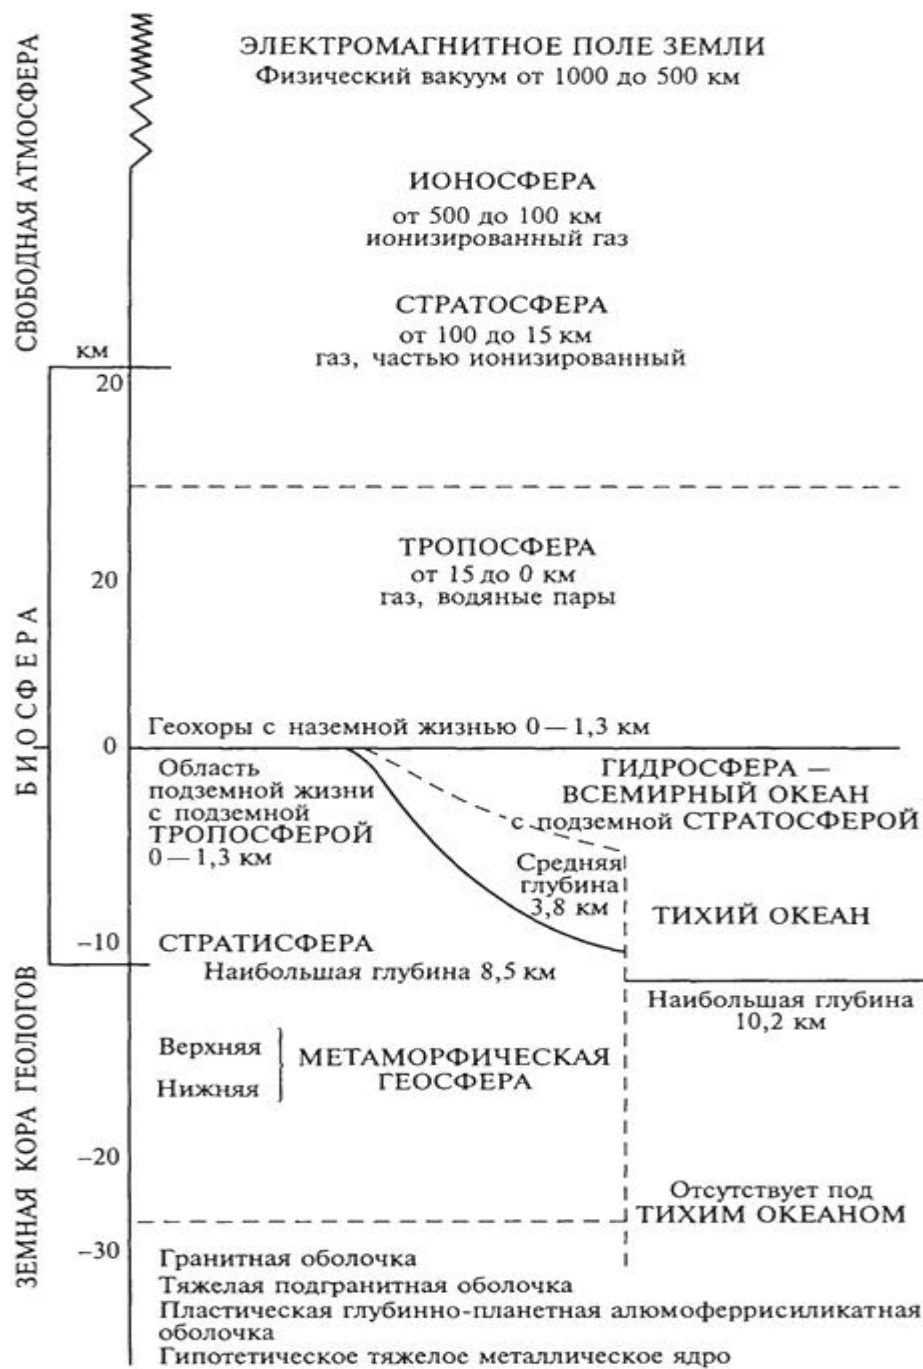 СВОБОДНАЯ АТМОСФЕРА
ЭЛЕКТРОМАГНИТНОЕ ПОЛЕ ЗЕМЛИ
Физический вакуум от 1000 до 500 км
ИОНОСФЕРА
от 500 до 100 км
ионизированный газ
СТРАТОСФЕРА
от 100 до 15 км
газ, частью ионизированный
км
20
БИОСФЕРА
ТРОПОСФЕРА
от 15 до 0 км
газ, водяные пары
20
Геохоры с наземной жизнью 0—1,3 км
0
Область
подземной жизни
с подземной
ТРОПОСФЕРОЙ
0—1,3 км
ГИДРОСФЕРА —
ВСЕМИРНЫЙ ОКЕАН
с подземной СТРАТОСФЕРОЙ
Средняя
глубина
3,8 км
ТИХИЙ ОКЕАН
−10
СТРАТИСФЕРА
Наибольшая глубина 8,5 км
Наибольшая глубина
10,2 км
ЗЕМНАЯ КОРА ГЕОЛОГОВ
Верхняя
Нижняя
МЕТАМОРФИЧЕСКАЯ
ГЕОСФЕРА
−20
Отсутствует под
ТИХИМ ОКЕАНОМ
−30
Гранитная оболочка
Тяжелая подгранитная оболочка
Пластическая глубинно-планетная алюмоферрисиликатная
оболочка
Гипотетическое тяжелое металлическое ядро